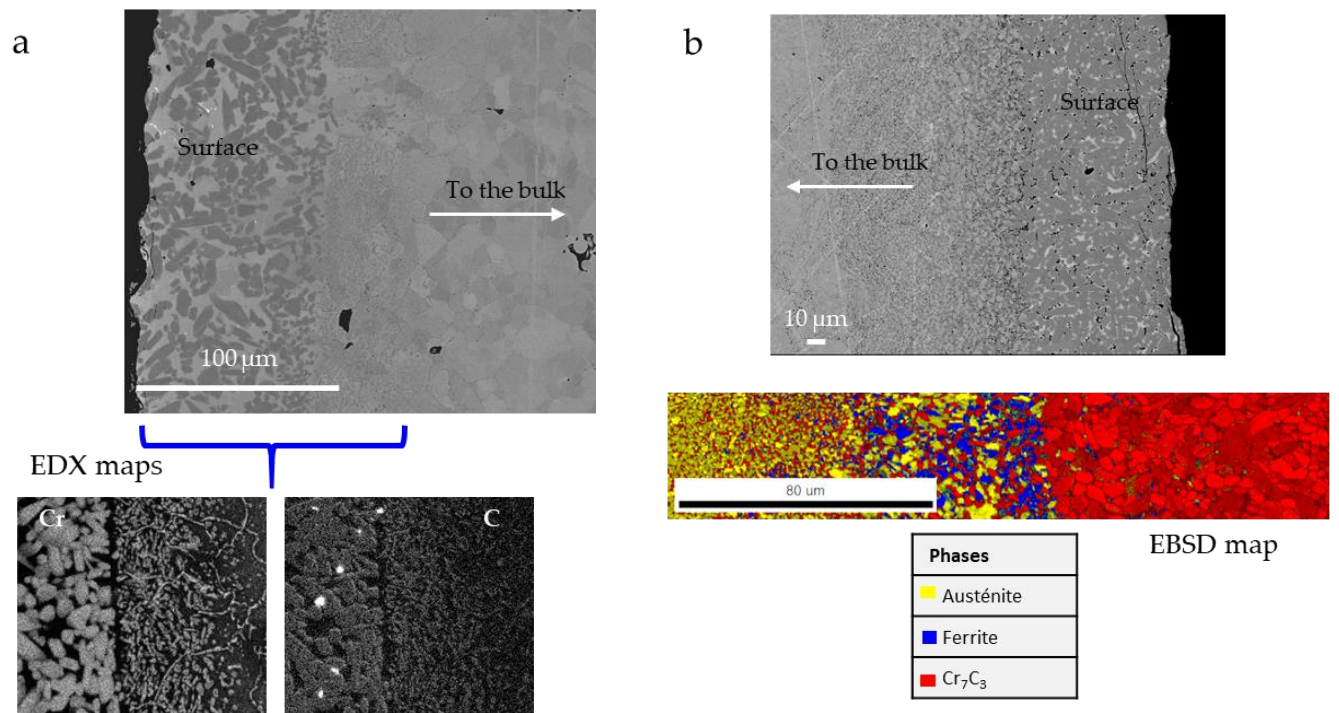 a
Surface
To the bulk
100 µm
b
Surface
To the bulk
10 µm
EDX maps
Cr
C
80 um
EBSD map
Phases
Austénite
Ferrite
Cr₇C₃